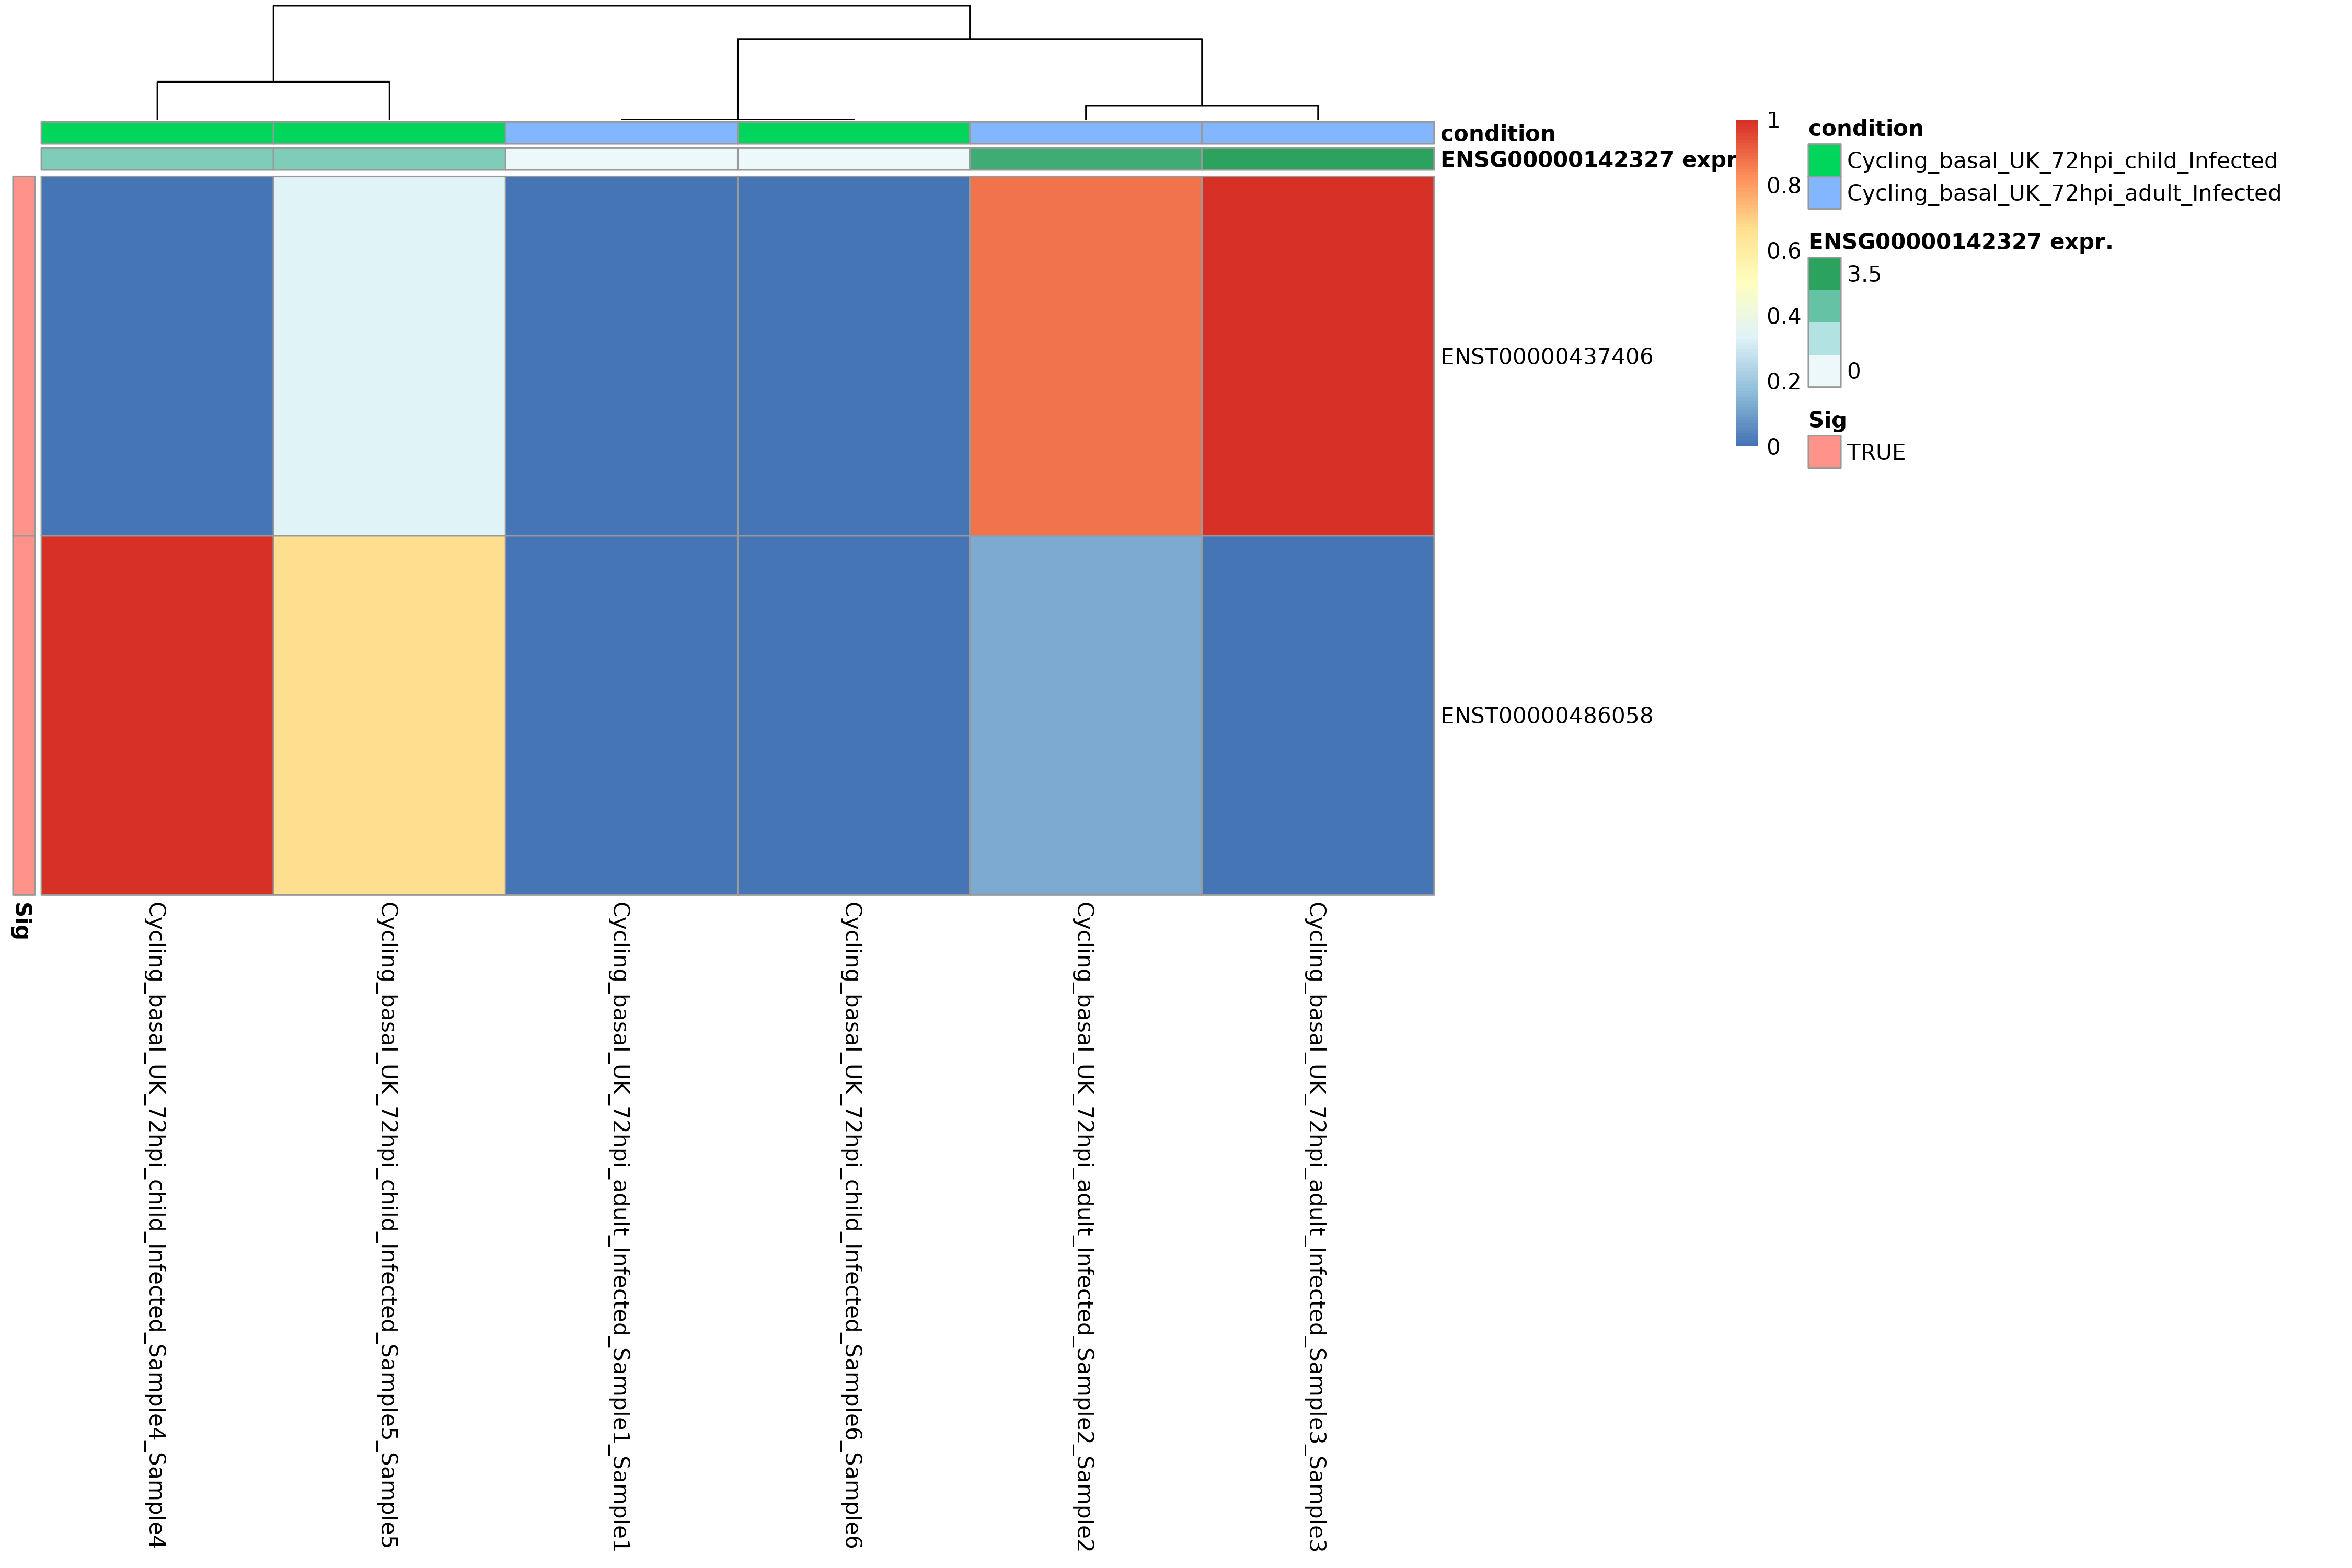 condition
ENSG00000142327 expr
ENST00000437406
ENST00000486058
Sig
Cycling_basal_UK_72hpi_child_Infected_Sample4_Sample4
Cycling_basal_UK_72hpi_child_Infected_Sample5_Sample5
Cycling_basal_UK_72hpi_adult_Infected_Sample1_Sample1
Cycling_basal_UK_72hpi_child_Infected_Sample6_Sample6
Cycling_basal_UK_72hpi_adult_Infected_Sample2_Sample2
Cycling_basal_UK_72hpi_adult_Infected_Sample3_Sample3
1
0.8
0.6
0.4
0.2
0
condition
Cycling_basal_UK_72hpi_child_Infected
Cycling_basal_UK_72hpi_adult_Infected
ENSG00000142327 expr.
3.5
0
Sig
TRUE